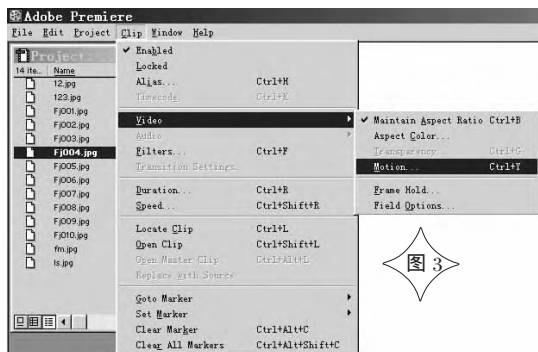 Adobe Premiere
File Edit Project Clip Window Help
Project:
14 ite.. Name
12.jpg
123.jpg
Fj001.jpg
Fj002.jpg
Fj003.jpg
Fj004.jpg
Fj005.jpg
Fj006.jpg
Fj007.jpg
Fj008.jpg
Fj009.jpg
Fj010.jpg
fm.jpg
ls.jpg
Enabled
Locked
Alias... Ctrl+H
Timecode. Ctrl+K
Video
Audio
Filters... Ctrl+F
Transition Settings.
Duration... Ctrl+R
Speed... Ctrl+Shift+R
Locate Clip Ctrl+L
Open Clip Ctrl+Shift+L
Open Master Clip Ctrl+Alt+L
Replace with Source
Goto Marker
Set Marker
Clear Marker Ctrl+Alt+C
Clear All Markers Ctrl+Alt+Shift+C
Maintain Aspect Ratio Ctrl+B
Aspect Color...
Transparency... Ctrl+G
Motion... Ctrl+Y
Frame Hold...
Field Options...
图 3